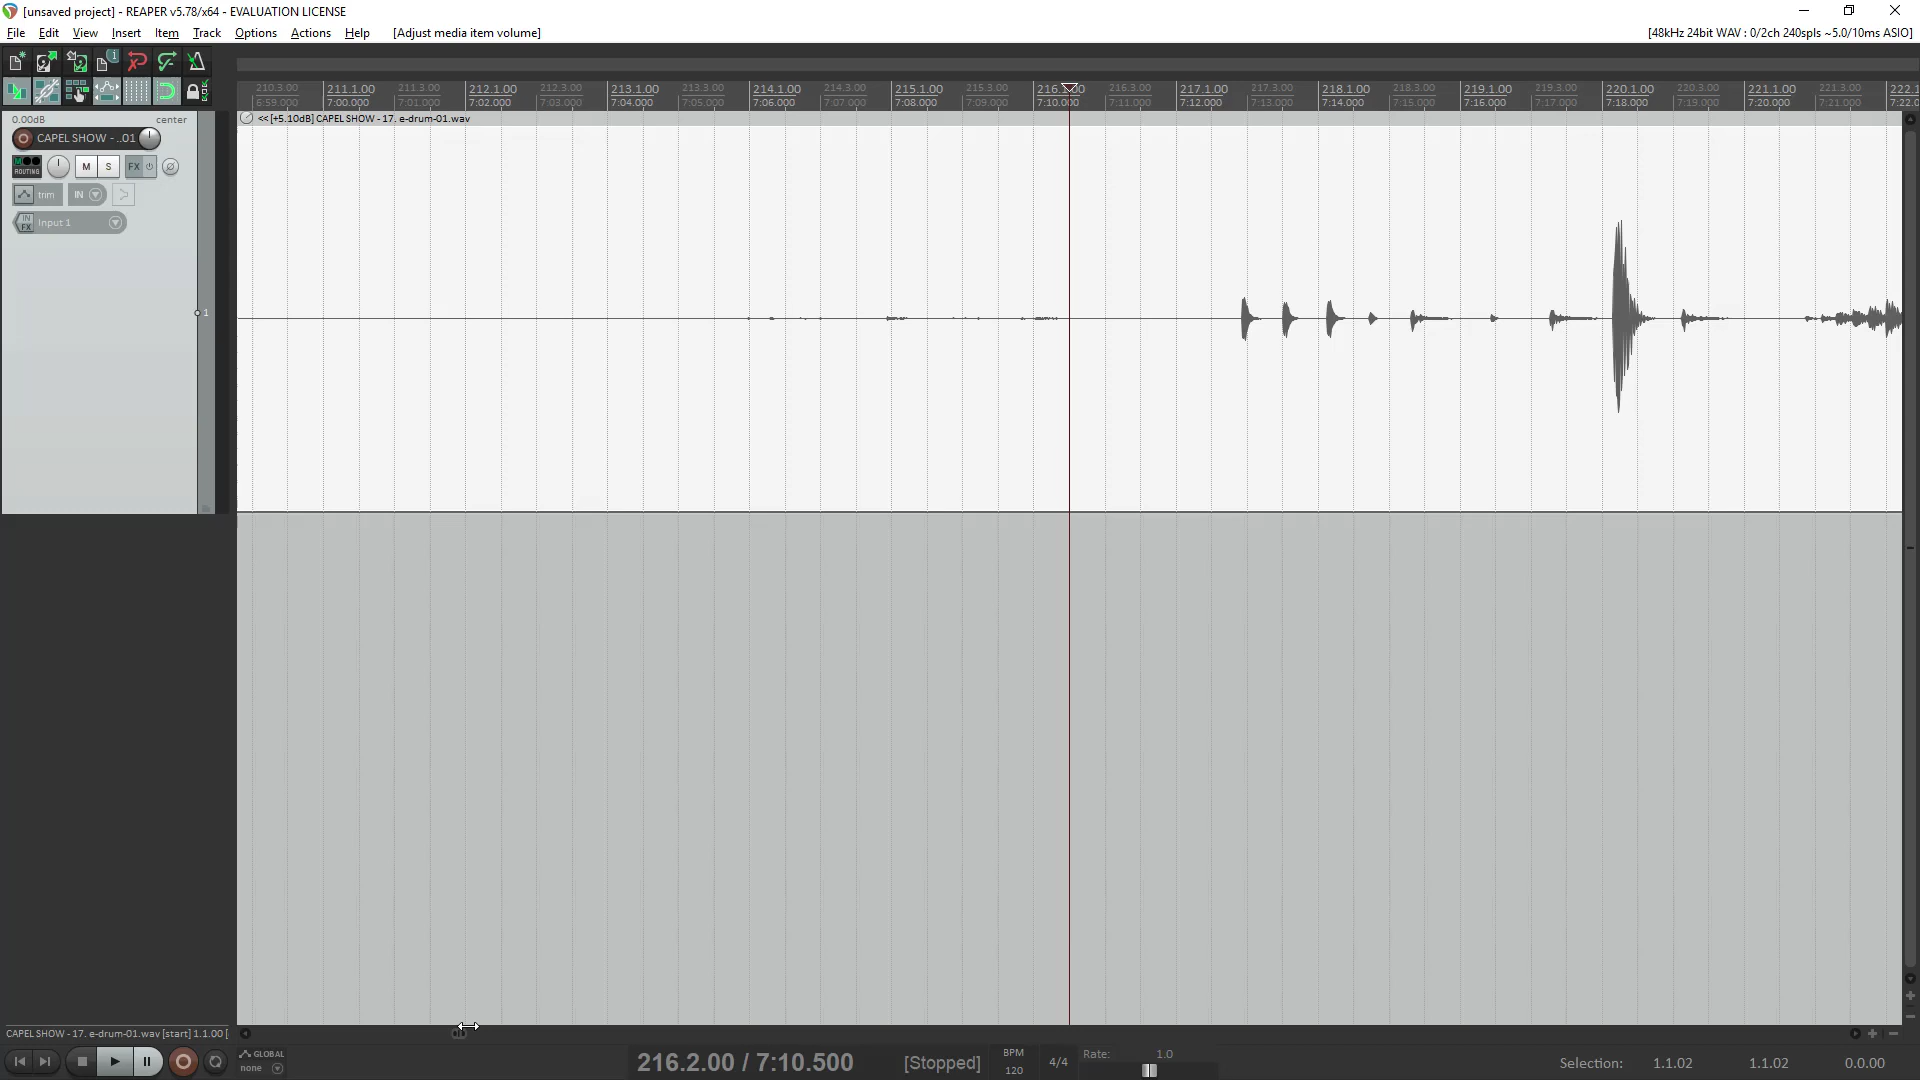 [unsaved project] - REAPER v5.78/x64 - EVALUATION LICENSE
File Edit View Insert Item Track Options Actions Help [Adjust media item volume] [48kHz 24bit WAV : 0/2ch 240spls ~5.0/10ms ASIO]
210.3.00 211.1.00 211.3.00 212.1.00 212.3.00 213.1.00 213.3.00 214.1.00 214.3.00 215.1.00 215.3.00 216.3.00 217.1.00 217.3.00 218.1.00 218.3.00 219.1.00 219.3.00 220.1.00 220.3.00 221.1.00 221.3.00 222.1
6:59.000 7:00.000 7:01.000 7:02.000 7:03.000 7:04.000 7:05.000 7:06.000 7:07.000 7:08.000 7:09.000 7:10.000 7:11.000 7:12.000 7:13.000 7:14.000 7:15.000 7:16.000 7:17.000 7:18.000 7:19.000 7:20.000 7:21.000 7:22.0
0.00dB center
<< [+5.10dB] CAPEL SHOW - 17. e-drum-01.wav
CAPEL SHOW - ..01
ROUTING M S FX
trim IN
IN FX Input 1
1
CAPEL SHOW - 17. e-drum-01.wav [start] 1.1.00 [
GLOBAL
none
216.2.00 / 7:10.500 [Stopped]
BPM
120
4/4
Rate: 1.0
Selection: 1.1.02 1.1.02 0.0.00